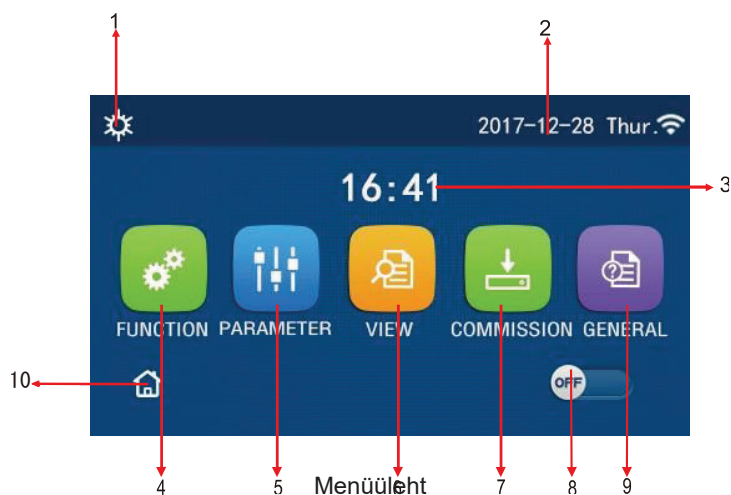 1
2
2017-12-28 Thur.
16:41
3
FUNCTION PARAMETER VIEW COMMISSION GENERAL
10
OFF
4 5 6 7 8 9
Menüüleht